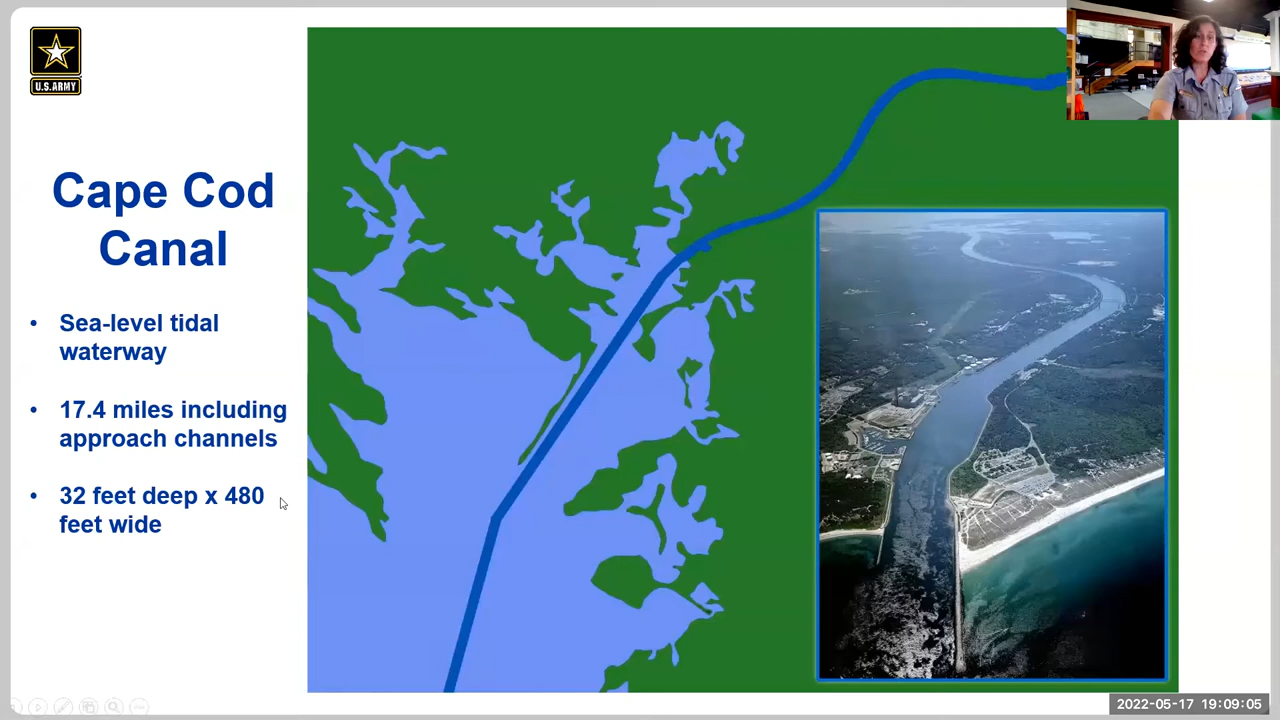 U.S.ARMY
Cape Cod
Canal
• Sea-level tidal
waterway
• 17.4 miles including
approach channels
• 32 feet deep x 480
feet wide
2022-05-17 19:09:05